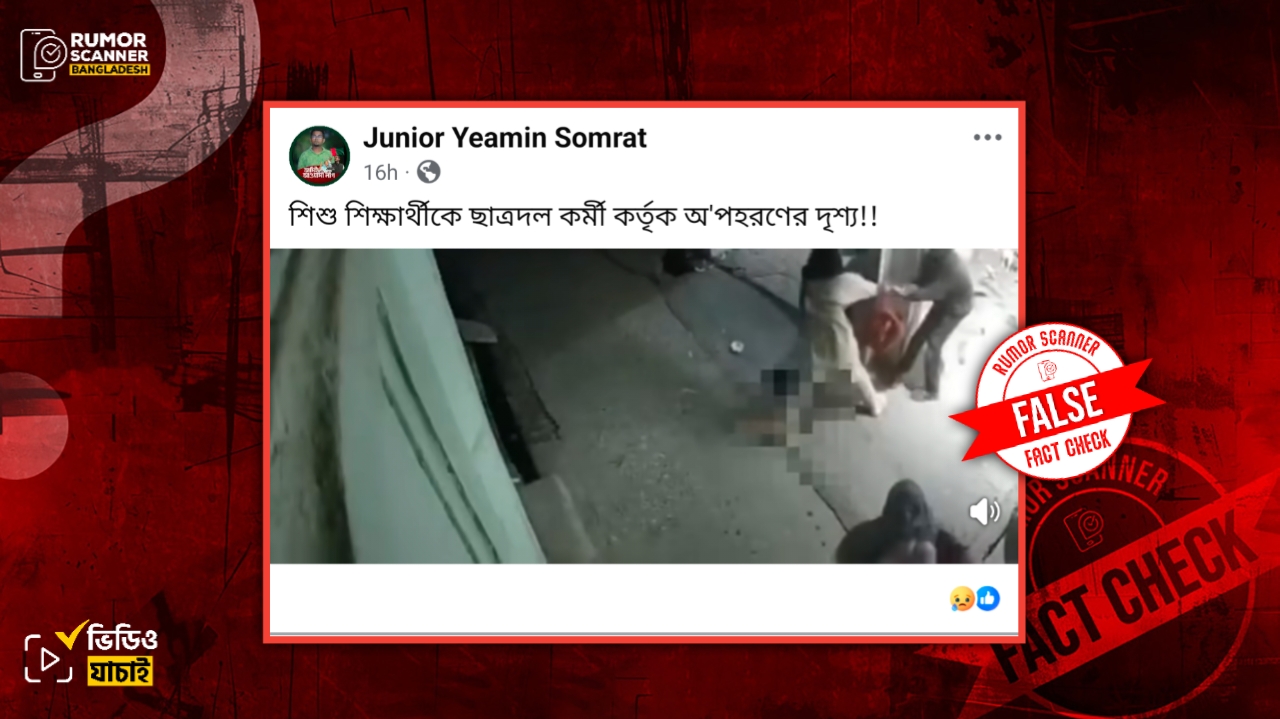 RUMOR
SCANNER
BANGLADESH
Junior Yeamin Somrat
16h ·
শিশু শিক্ষার্থীকে ছাত্রদল কর্মী কর্তৃক অ'পহরণের দৃশ্য!!
RUMOR SCANNER
FALSE
FACT CHECK
SCANNER
FACT CHECK
ভিডিও
যাচাই